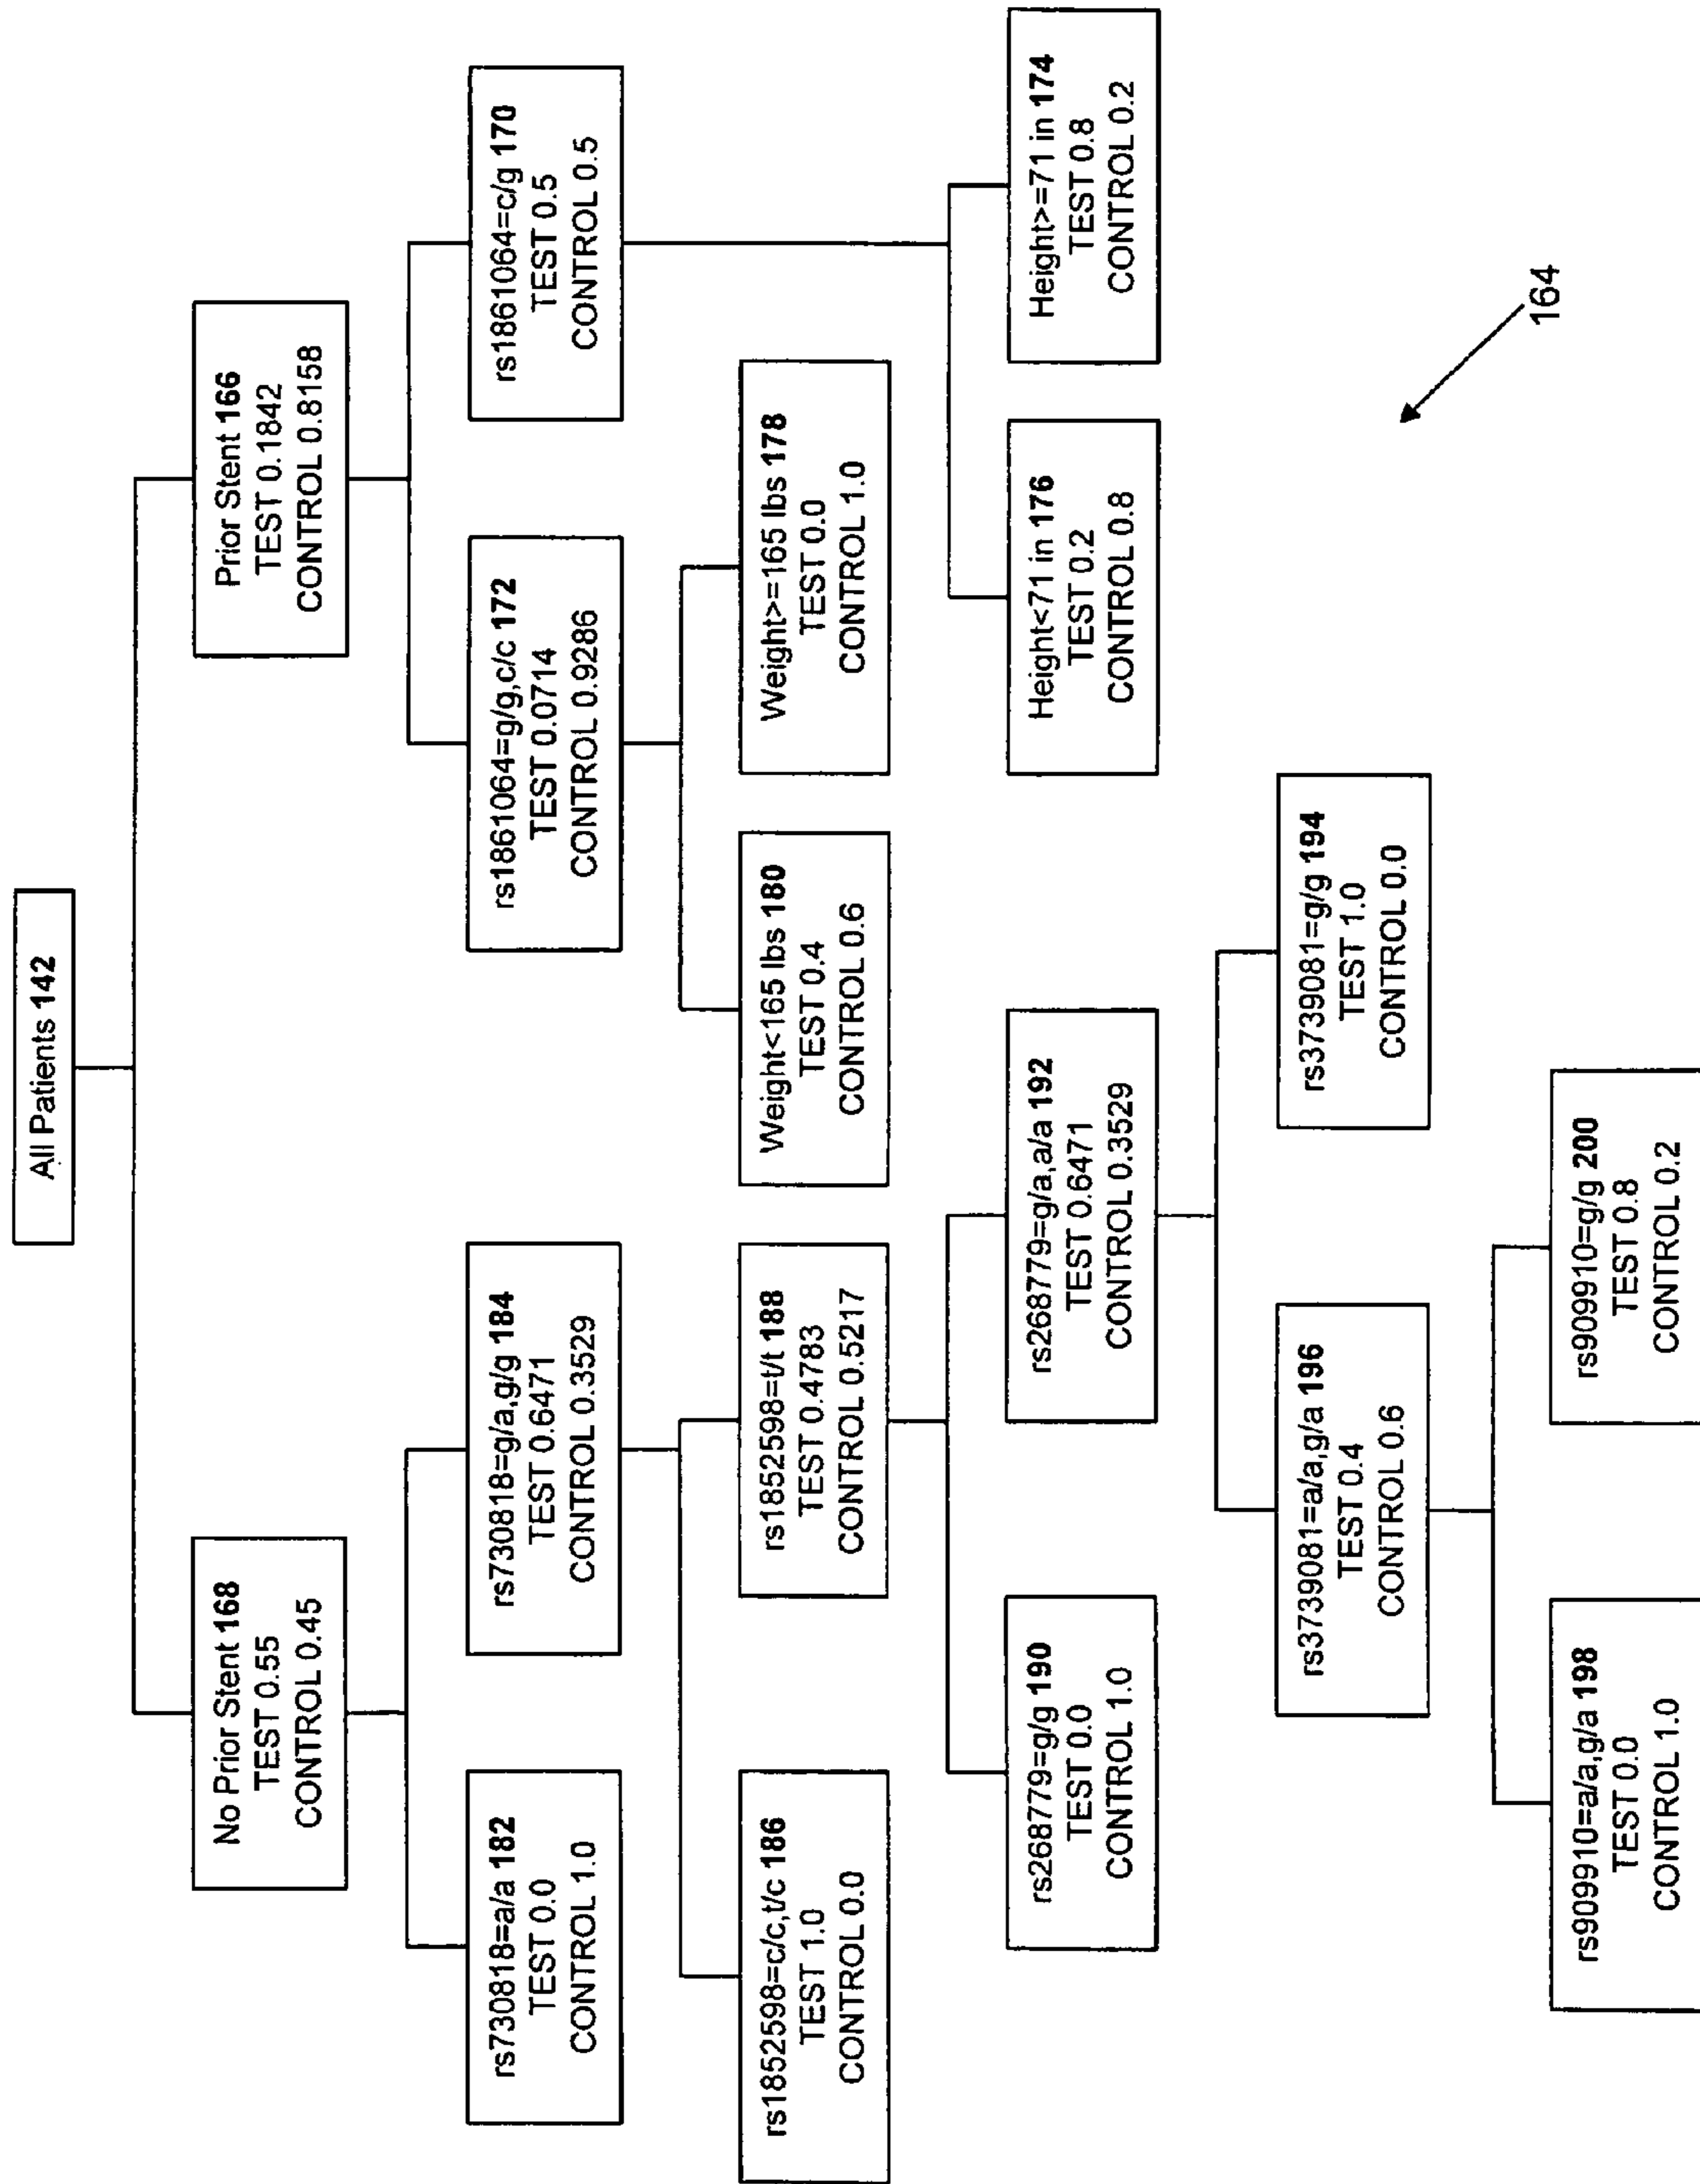 All Patients 142
No Prior Stent 168
TEST 0.55
CONTROL 0.45
Prior Stent 166
TEST 0.1842
CONTROL 0.8158
rs730818=a/a 182
TEST 0.0
CONTROL 1.0
rs730818=g/a,g/g 184
TEST 0.6471
CONTROL 0.3529
rs1861064=g/g,c/c 172
TEST 0.0714
CONTROL 0.9286
rs1861064=c/g 170
TEST 0.5
CONTROL 0.5
rs1852598=c/c,t/c 186
TEST 1.0
CONTROL 0.0
rs1852598=t/t 188
TEST 0.4783
CONTROL 0.5217
Weight<165 lbs 180
TEST 0.4
CONTROL 0.6
Weight>=165 lbs 178
TEST 0.0
CONTROL 1.0
rs268779=g/g 190
TEST 0.0
CONTROL 1.0
rs268779=g/a,a/a 192
TEST 0.6471
CONTROL 0.3529
Height<71 in 176
TEST 0.2
CONTROL 0.8
Height>=71 in 174
TEST 0.8
CONTROL 0.2
rs3739081=a/a,g/a 196
TEST 0.4
CONTROL 0.6
rs3739081=g/g 194
TEST 1.0
CONTROL 0.0
rs909910=a/a,g/a 198
TEST 0.0
CONTROL 1.0
rs909910=g/g 200
TEST 0.8
CONTROL 0.2
164